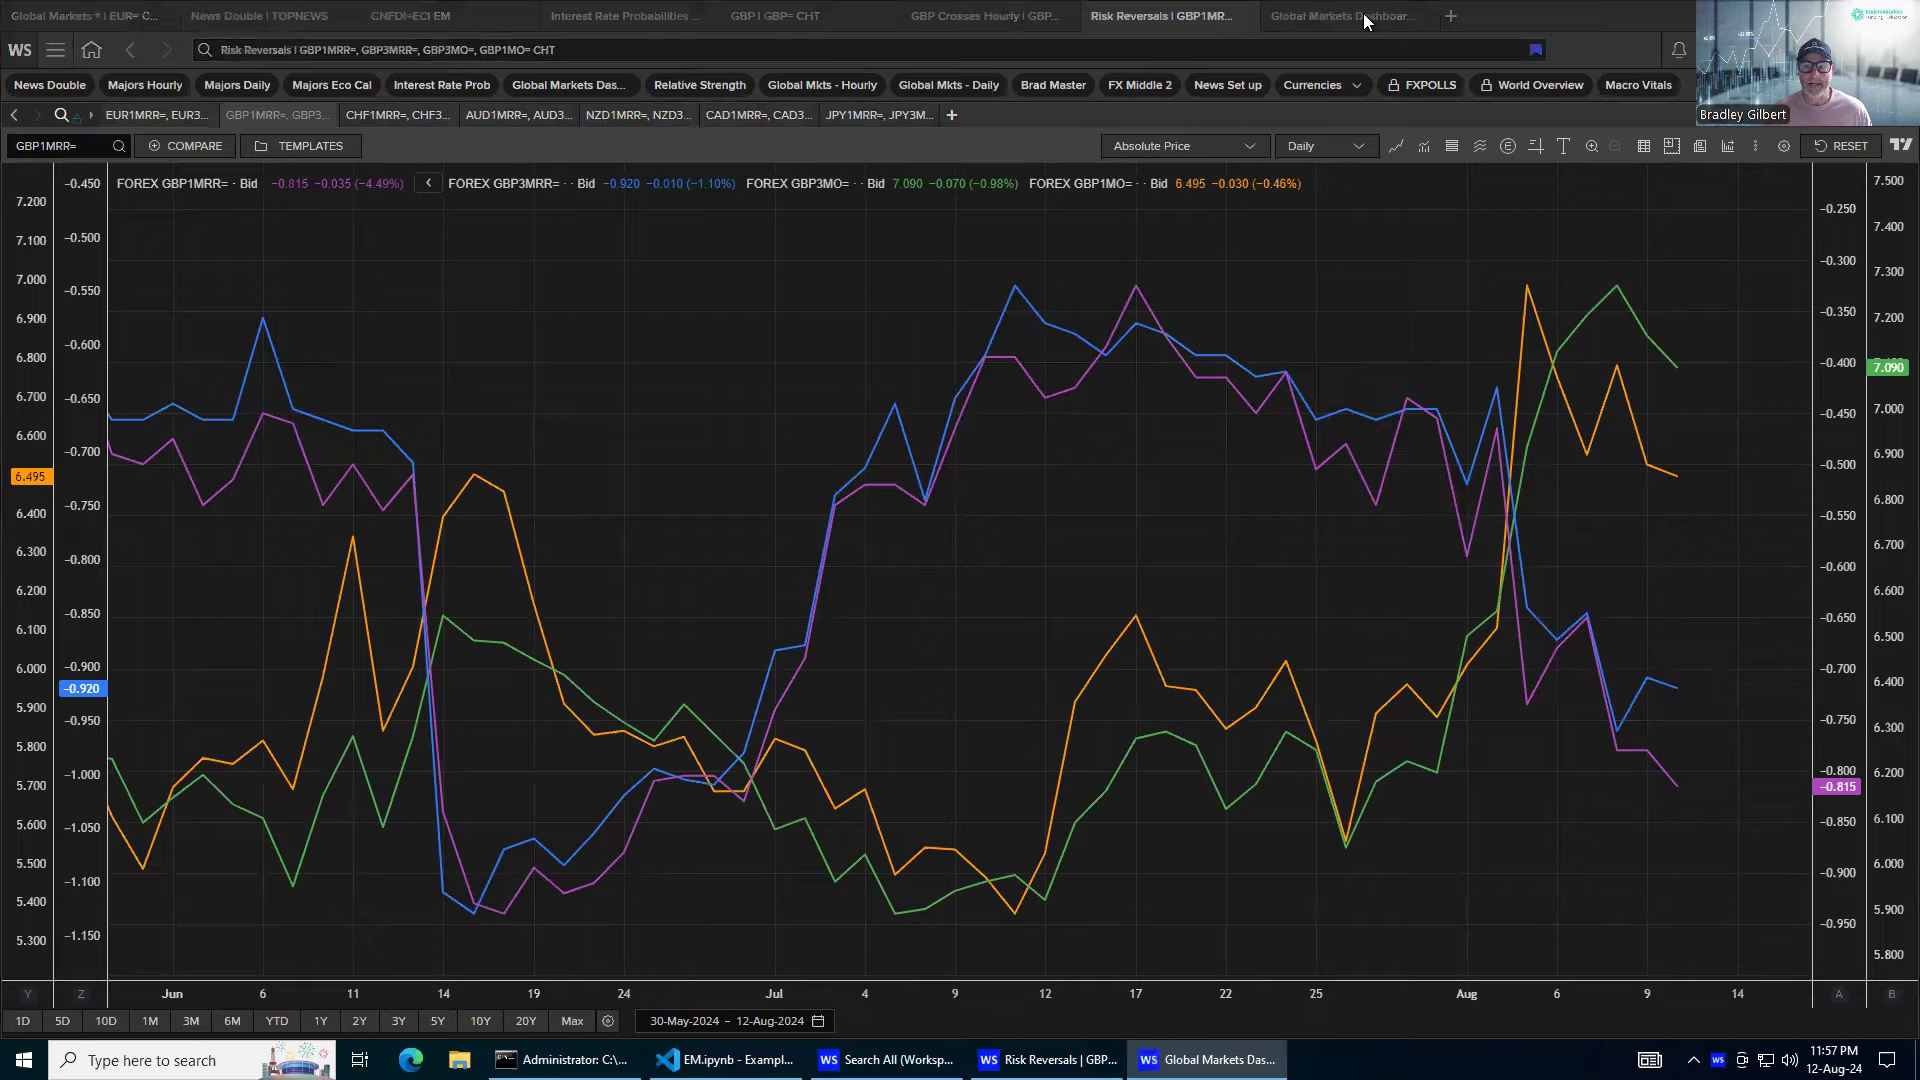 Global Markets * | EUR= C...
News Double | TOPNEWS
CNFDI=ECI EM
Interest Rate Probabilities ...
GBP | GBP= CHT
GBP Crosses Hourly | GBP...
Risk Reversals | GBP1MR...
Global Markets Dashboar...
WS
Risk Reversals | GBP1MRR=, GBP3MRR=, GBP3MO=, GBP1MO= CHT
News Double
Majors Hourly
Majors Daily
Majors Eco Cal
Interest Rate Prob
Global Markets Das...
Relative Strength
Global Mkts - Hourly
Global Mkts - Daily
Brad Master
FX Middle 2
News Set up
Currencies
FXPOLLS
World Overview
Macro Vitals
Bradley Gilbert
EUR1MRR=, EUR3...
GBP1MRR=, GBP3...
CHF1MRR=, CHF3...
AUD1MRR=, AUD3...
NZD1MRR=, NZD3...
CAD1MRR=, CAD3...
JPY1MRR=, JPY3M...
GBP1MRR=
COMPARE
TEMPLATES
Absolute Price
Daily
RESET
FOREX GBP1MRR= · Bid -0.815 -0.035 (-4.49%)
FOREX GBP3MRR= · · Bid -0.920 -0.010 (-1.10%)
FOREX GBP3MO= · · Bid 7.090 -0.070 (-0.98%)
FOREX GBP1MO= · · Bid 6.495 -0.030 (-0.46%)
7.200
7.100
7.000
6.900
6.800
6.700
6.600
6.495
6.400
6.300
6.200
6.100
6.000
5.900
5.800
5.700
5.600
5.500
5.400
5.300
-0.450
-0.500
-0.550
-0.600
-0.650
-0.700
-0.750
-0.800
-0.850
-0.900
-0.920
-0.950
-1.000
-1.050
-1.100
-1.150
-0.250
-0.300
-0.350
-0.400
-0.450
-0.500
-0.550
-0.600
-0.650
-0.700
-0.750
-0.800
-0.815
-0.850
-0.900
-0.950
7.500
7.400
7.300
7.200
7.090
7.000
6.900
6.800
6.700
6.600
6.500
6.400
6.300
6.200
6.100
6.000
5.900
5.800
Y Z Jun 6 11 14 19 24 Jul 4 9 12 17 22 25 Aug 6 9 14 A B
1D 5D 10D 1M 3M 6M YTD 1Y 2Y 3Y 5Y 10Y 20Y Max
30-May-2024 - 12-Aug-2024
Type here to search
Administrator: C:\...
EM.ipynb - Exampl...
WS Search All (Worksp...
WS Risk Reversals | GBP...
WS Global Markets Das...
WS
11:57 PM
12-Aug-24